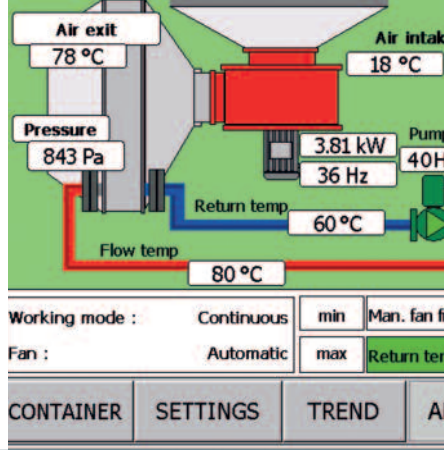 Air exit
78 °C
Air intak
18 °C
Pressure
843 Pa
3.81 kW
Pump
40H
36 Hz
Return temp
60 °C
Flow temp
80 °C
Working mode : Continuous min Man. fan f
Fan : Automatic max Return ter
CONTAINER SETTINGS TREND A